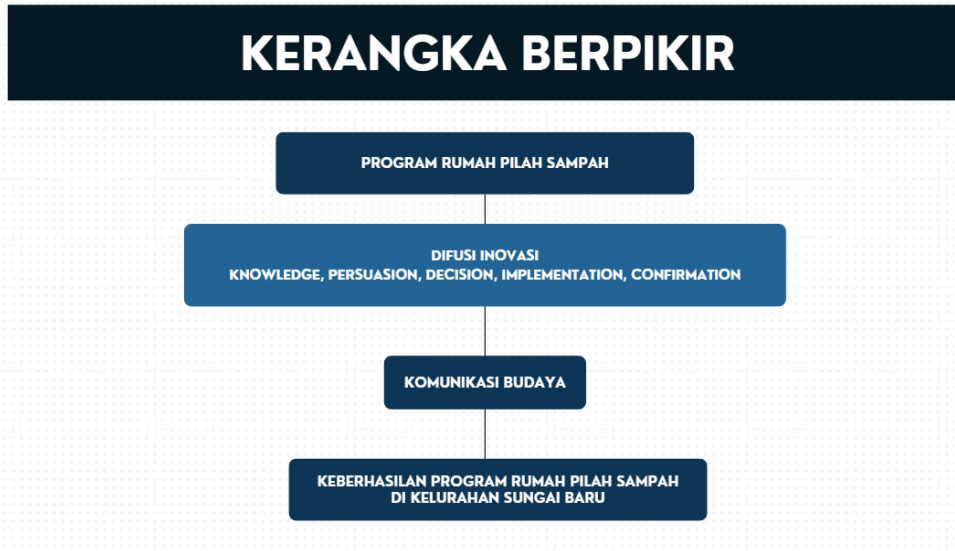 KERANGKA BERPIKIR
PROGRAM RUMAH PILAH SAMPAH
DIFUSI INOVASI
KNOWLEDGE, PERSUASION, DECISION, IMPLEMENTATION, CONFIRMATION
KOMUNIKASI BUDAYA
KEBERHASILAN PROGRAM RUMAH PILAH SAMPAH
DI KELURAHAN SUNGAI BARU